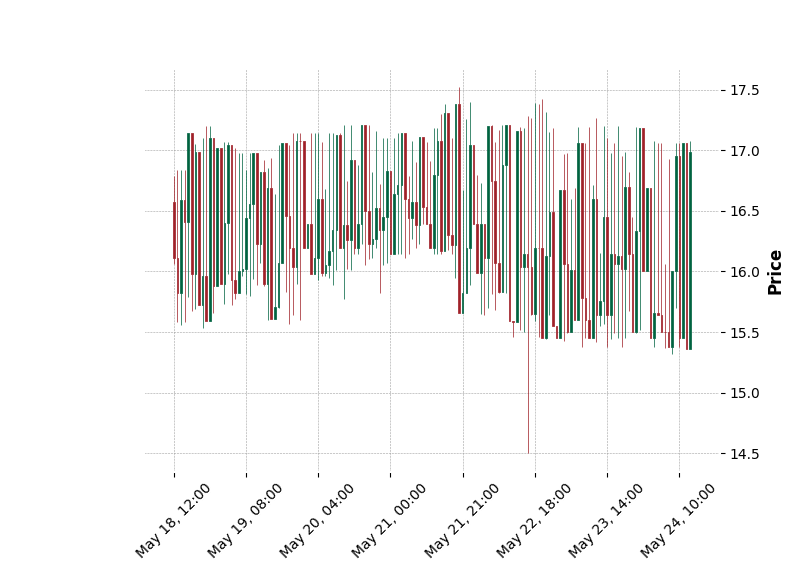 17.5
17.0
16.5
16.0
15.5
15.0
14.5
Price
May 18, 12:00
May 19, 08:00
May 20, 04:00
May 21, 00:00
May 21, 21:00
May 22, 18:00
May 23, 14:00
May 24, 10:00